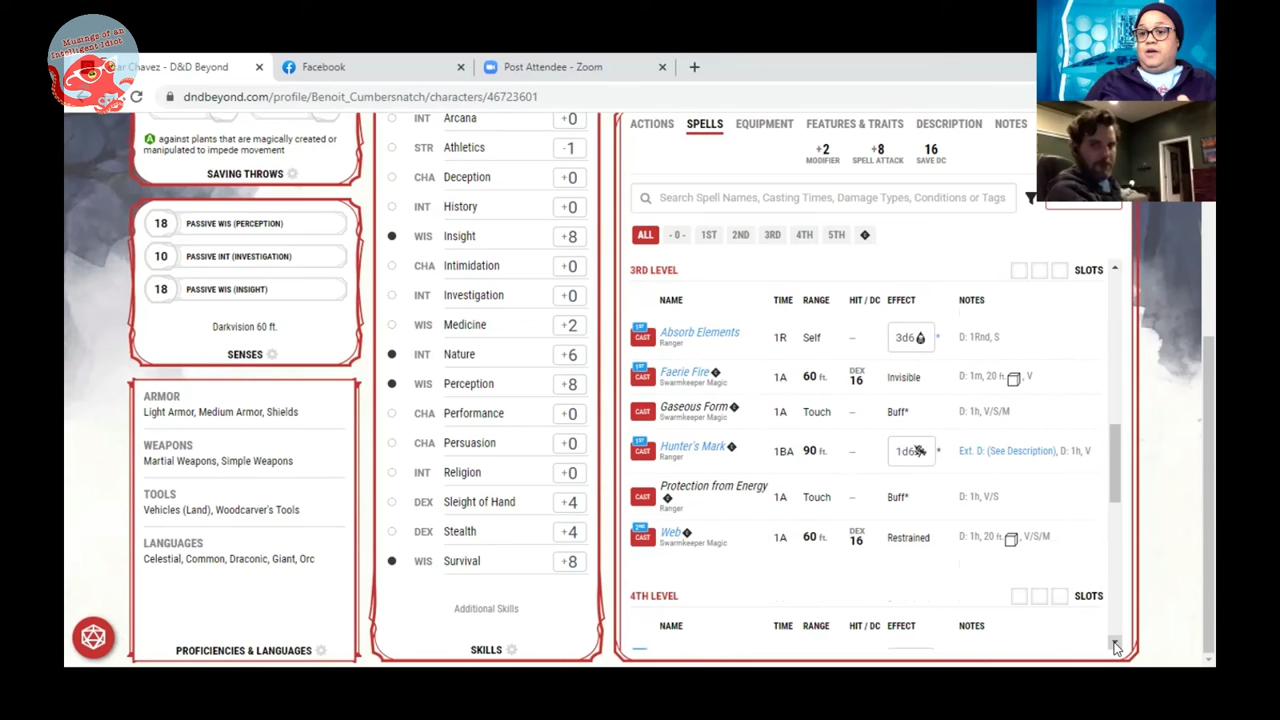 Musings of an
Intelligent Idiot
ar Chavez - D&D Beyond
Facebook
Post Attendee - Zoom
dndbeyond.com/profile/Benoit_Cumbersnatch/characters/46723601
against plants that are magically created or
manipulated to impede movement
SAVING THROWS
18 PASSIVE WIS (PERCEPTION)
10 PASSIVE INT (INVESTIGATION)
18 PASSIVE WIS (INSIGHT)
Darkvision 60 ft.
SENSES
ARMOR
Light Armor, Medium Armor, Shields
WEAPONS
Martial Weapons, Simple Weapons
TOOLS
Vehicles (Land), Woodcarver's Tools
LANGUAGES
Celestial, Common, Draconic, Giant, Orc
PROFICIENCIES & LANGUAGES
INT Arcana +0
STR Athletics -1
CHA Deception +0
INT History +0
WIS Insight +8
CHA Intimidation +0
INT Investigation +0
WIS Medicine +2
INT Nature +6
WIS Perception +8
CHA Performance +0
CHA Persuasion +0
INT Religion +0
DEX Sleight of Hand +4
DEX Stealth +4
WIS Survival +8
Additional Skills
SKILLS
ACTIONS SPELLS EQUIPMENT FEATURES & TRAITS DESCRIPTION NOTES
+2 +8 16
MODIFIER SPELL ATTACK SAVE DC
Search Spell Names, Casting Times, Damage Types, Conditions or Tags
ALL - 0 - 1ST 2ND 3RD 4TH 5TH
3RD LEVEL SLOTS
NAME TIME RANGE HIT / DC EFFECT NOTES
1ST CAST Absorb Elements 1R Self -- 3d6 * D: 1Rnd, S
Ranger
1ST CAST Faerie Fire 1A 60 ft. DEX 16 Invisible D: 1m, 20 ft. , V
Swarmkeeper Magic
CAST Gaseous Form 1A Touch -- Buff* D: 1h, V/S/M
Swarmkeeper Magic
1ST CAST Hunter's Mark 1BA 90 ft. -- 1d6 * Ext. D: (See Description), D: 1h, V
Ranger
CAST Protection from Energy 1A Touch -- Buff* D: 1h, V/S
Ranger
2ND CAST Web 1A 60 ft. DEX 16 Restrained D: 1h, 20 ft. , V/S/M
Swarmkeeper Magic
4TH LEVEL SLOTS
NAME TIME RANGE HIT / DC EFFECT NOTES